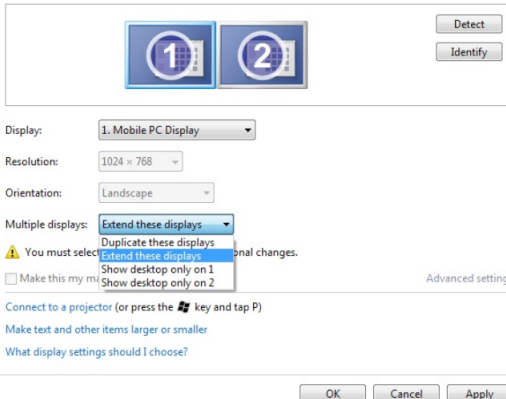 1
2
Detect
Identify
Display:
1. Mobile PC Display
Resolution:
1024 × 768
Orientation:
Landscape
Multiple displays:
Extend these displays
Duplicate these displays
Extend these displays
Show desktop only on 1
Show desktop only on 2
You must select onal changes.
Make this my ma
Advanced setting
Connect to a projector (or press the key and tap P)
Make text and other items larger or smaller
What display settings should I choose?
OK
Cancel
Apply